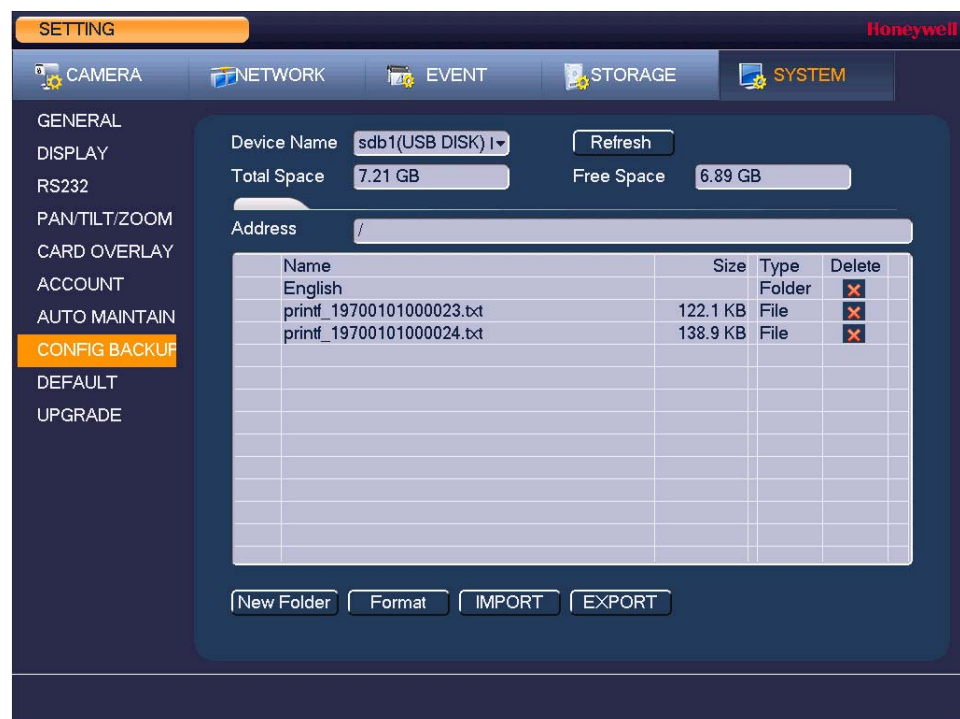 SETTING
Honeywell
CAMERA NETWORK EVENT STORAGE SYSTEM
GENERAL
DISPLAY
RS232
PAN/TILT/ZOOM
CARD OVERLAY
ACCOUNT
AUTO MAINTAIN
CONFIG BACKUP
DEFAULT
UPGRADE
Device Name sdb1(USB DISK) Refresh
Total Space 7.21 GB Free Space 6.89 GB
Address /
Name Size Type Delete
English Folder
printf_19700101000023.txt 122.1 KB File
printf_19700101000024.txt 138.9 KB File
New Folder Format IMPORT EXPORT